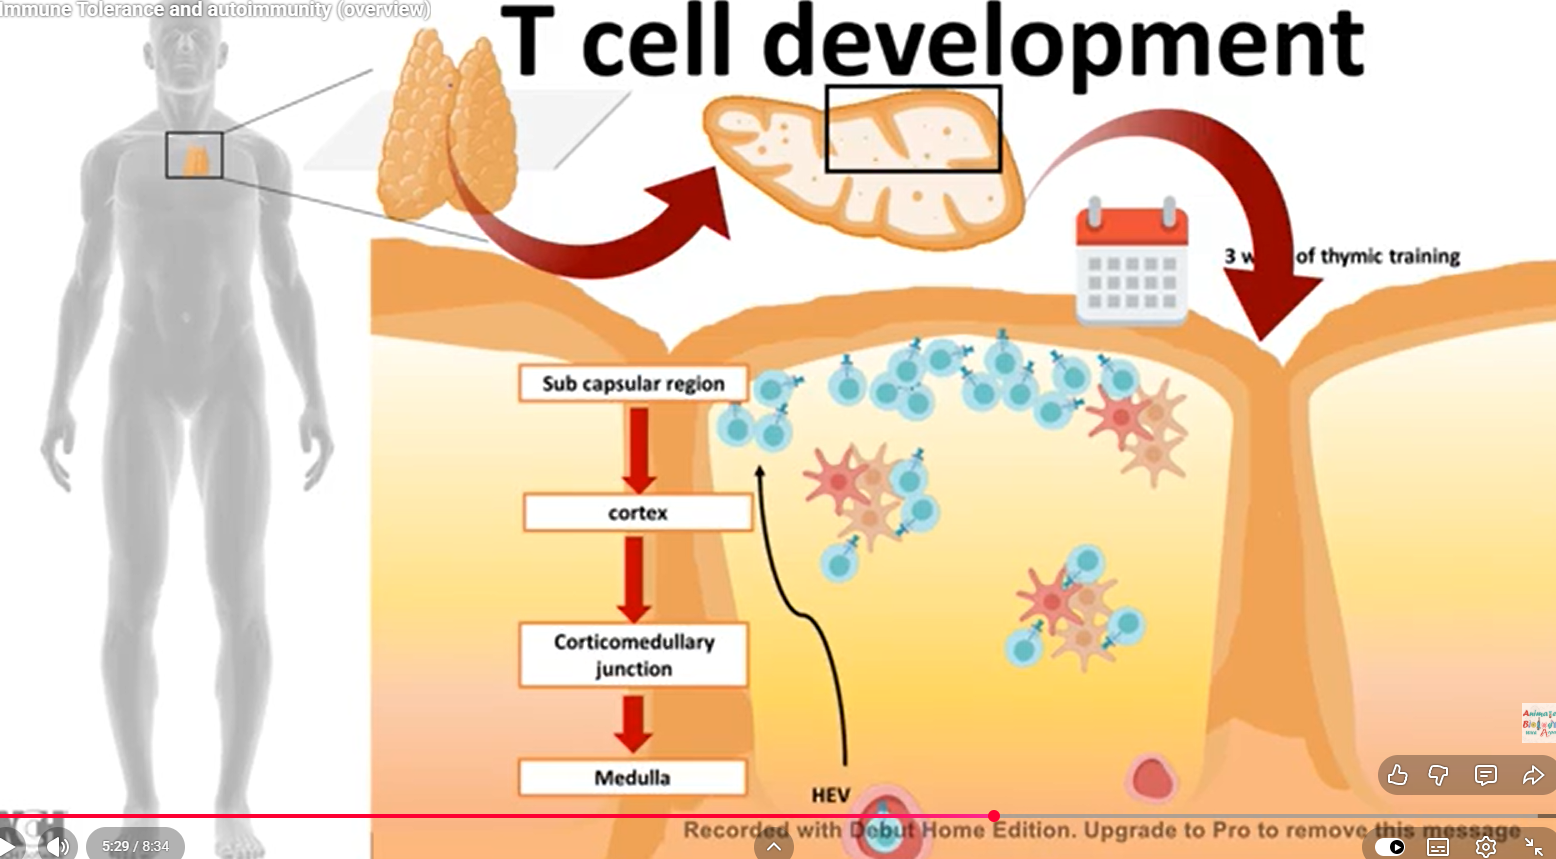 Immune Tolerance and autoimmunity (overview)
T cell development
3 w of thymic training
Sub capsular region
cortex
Corticomedullary
junction
Medulla
HEV
Recorded with Debut Home Edition. Upgrade to Pro to remove this message
5:29 / 8:34